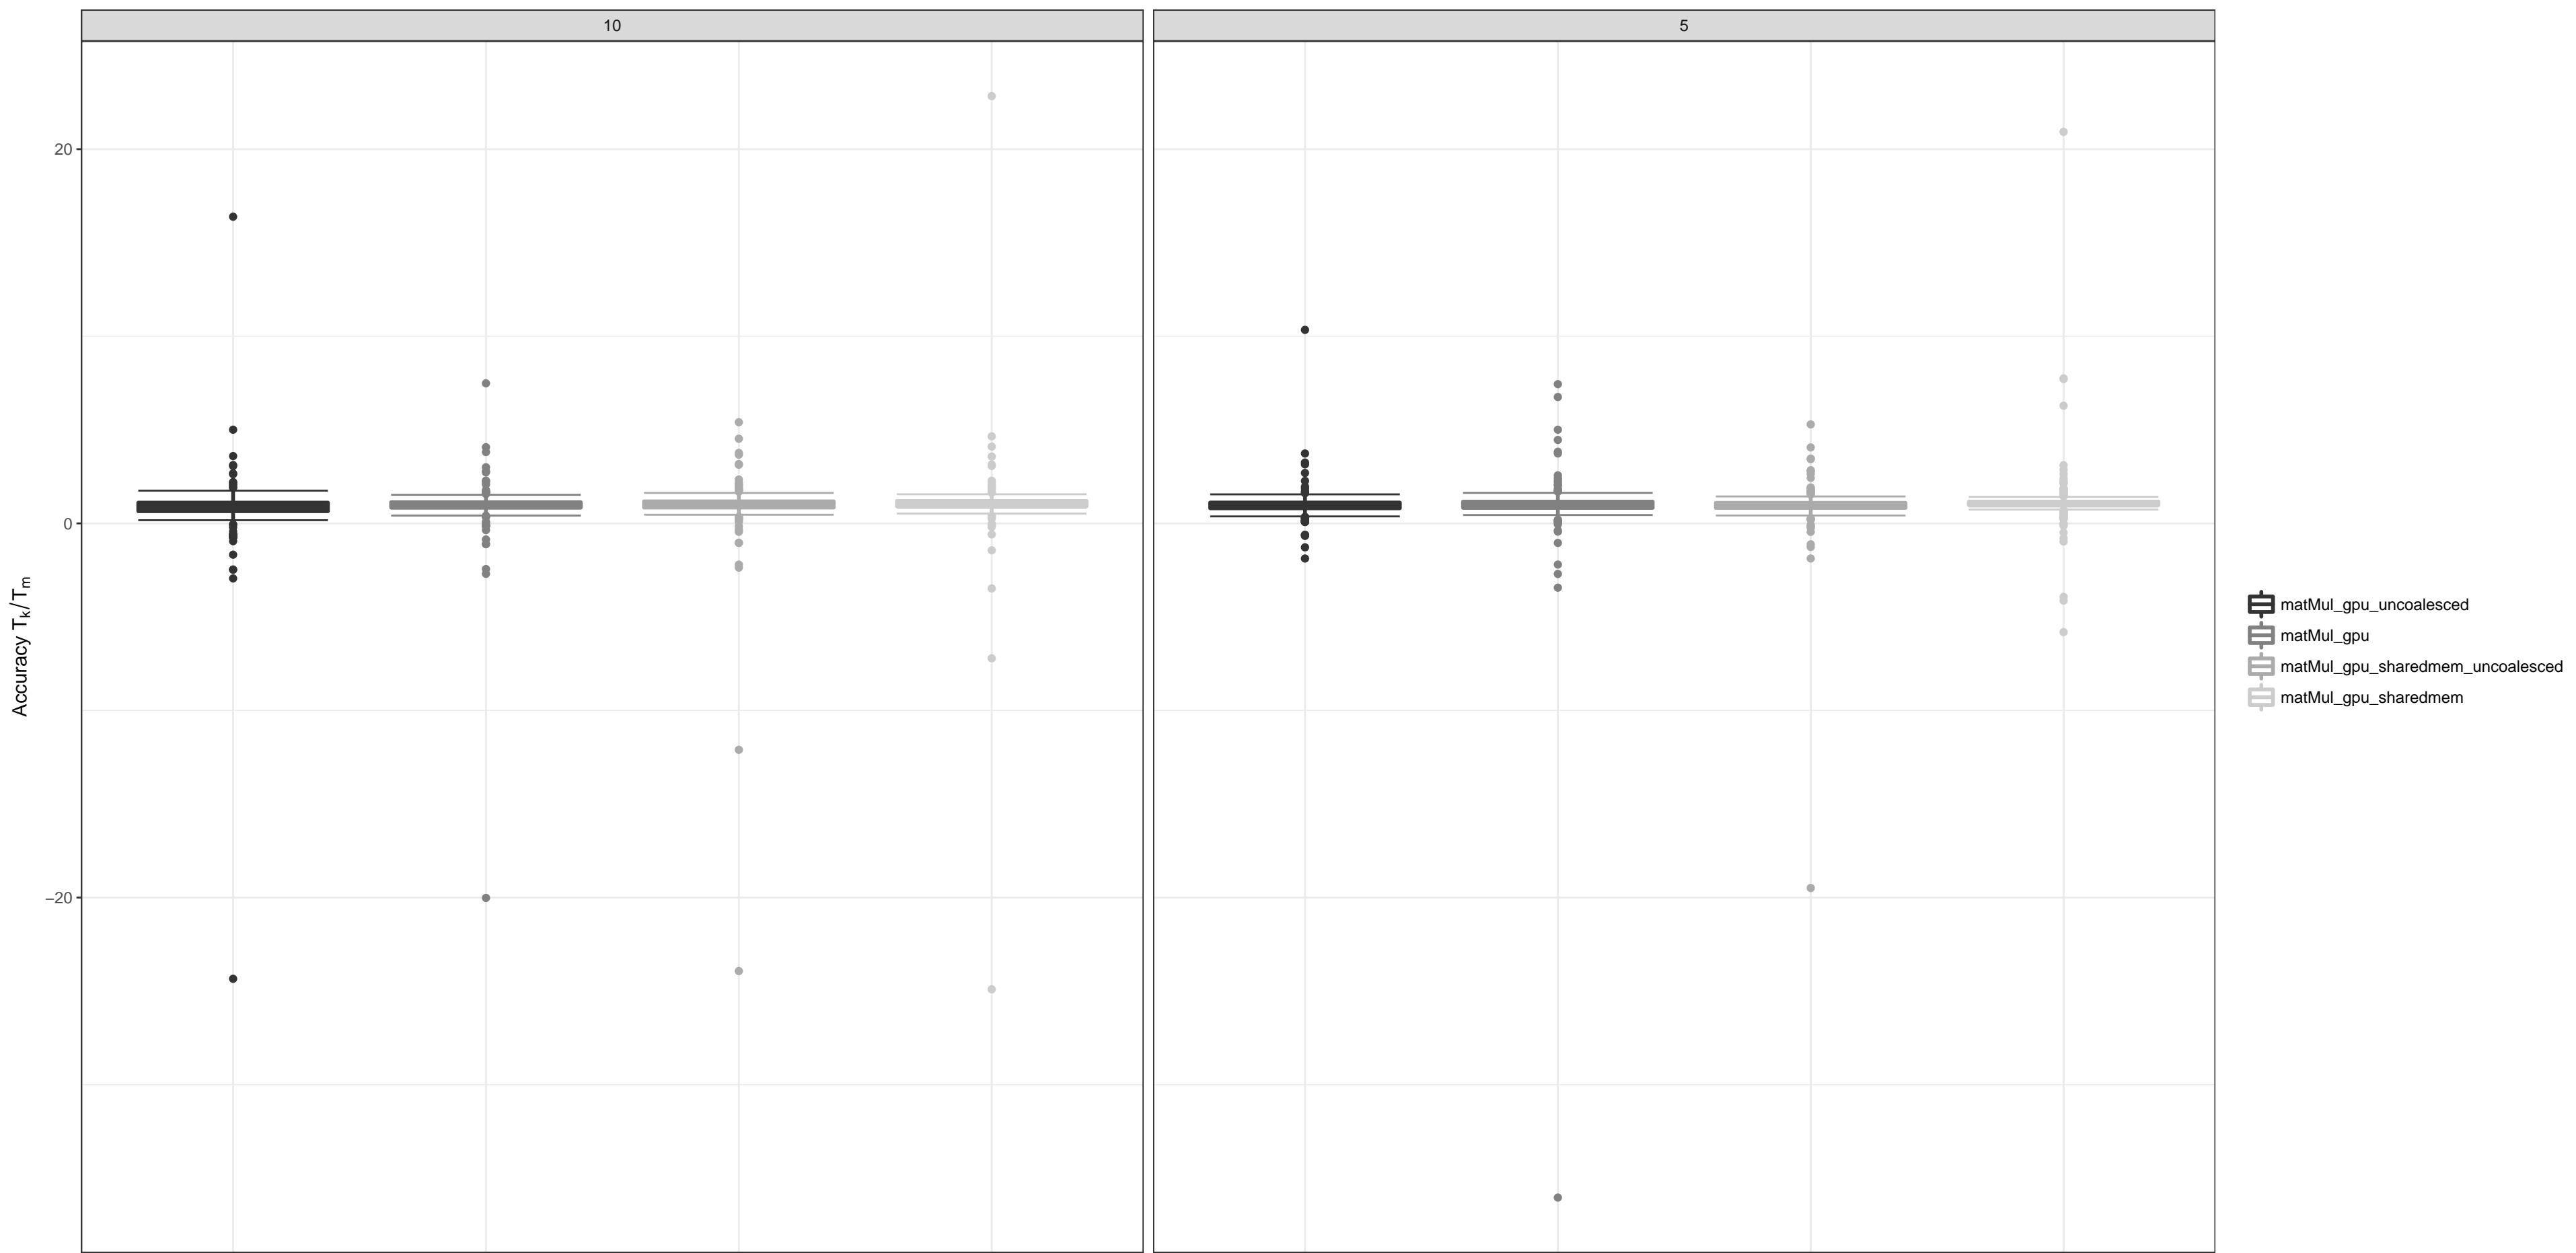 10
5
20
0
−20
Accuracy Tk/Tm
matMul_gpu_uncoalesced
matMul_gpu
matMul_gpu_sharedmem_uncoalesced
matMul_gpu_sharedmem